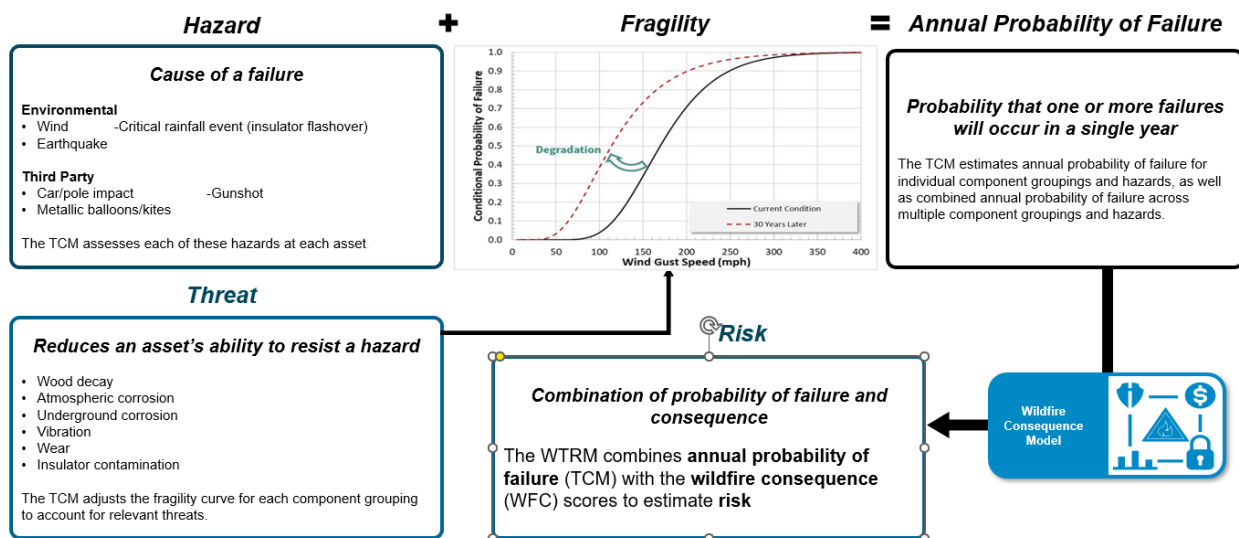 Hazard
+
Fragility
=
Annual Probability of Failure
Cause of a failure
Environmental
• Wind -Critical rainfall event (insulator flashover)
• Earthquake
Third Party
• Car/pole impact -Gunshot
• Metallic balloons/kites
The TCM assesses each of these hazards at each asset
Conditional Probability of Failure
1.0
0.9
0.8
0.7
0.6
0.5
0.4
0.3
0.2
0.1
0.0
Degradation
Current Condition
30 Years Later
0 50 100 150 200 250 300 350 400
Wind Gust Speed (mph)
Probability that one or more failures
will occur in a single year
The TCM estimates annual probability of failure for
individual component groupings and hazards, as well
as combined annual probability of failure across
multiple component groupings and hazards.
Threat
Reduces an asset's ability to resist a hazard
• Wood decay
• Atmospheric corrosion
• Underground corrosion
• Vibration
• Wear
• Insulator contamination
The TCM adjusts the fragility curve for each component grouping
to account for relevant threats.
Risk
Combination of probability of failure and
consequence
The WTRM combines annual probability of
failure (TCM) with the wildfire consequence
(WFC) scores to estimate risk
Wildfire
Consequence
Model
$